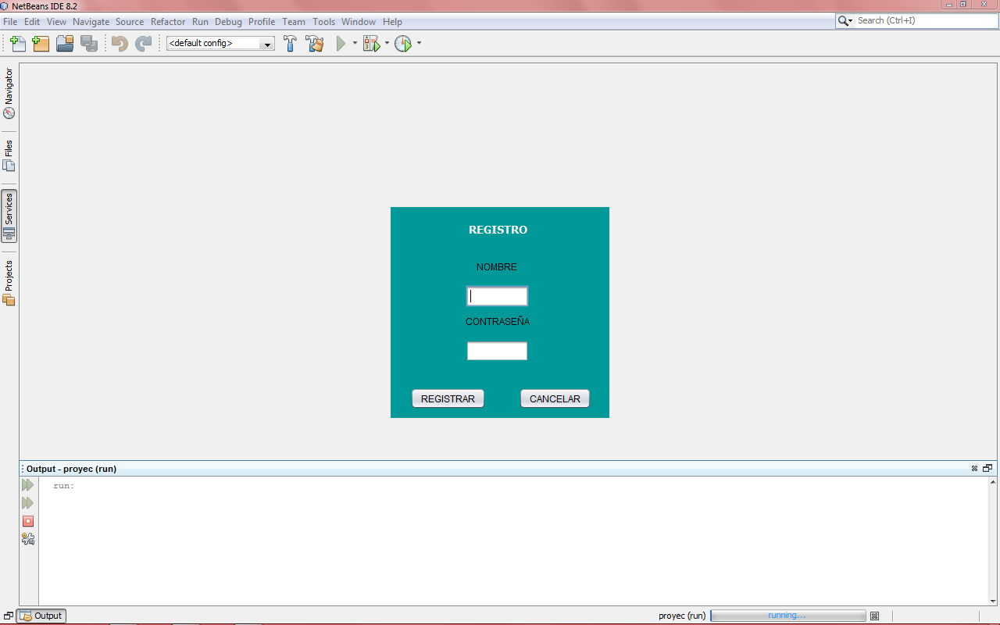 NetBeans IDE 8.2
File Edit View Navigate Source Refactor Run Debug Profile Team Tools Window Help
Search (Ctrl+I)
<default config>
Navigator
Files
Services
Projects
REGISTRO
NOMBRE
CONTRASEÑA
REGISTRAR CANCELAR
Output - proyec (run)
run:
Output
proyec (run) running...